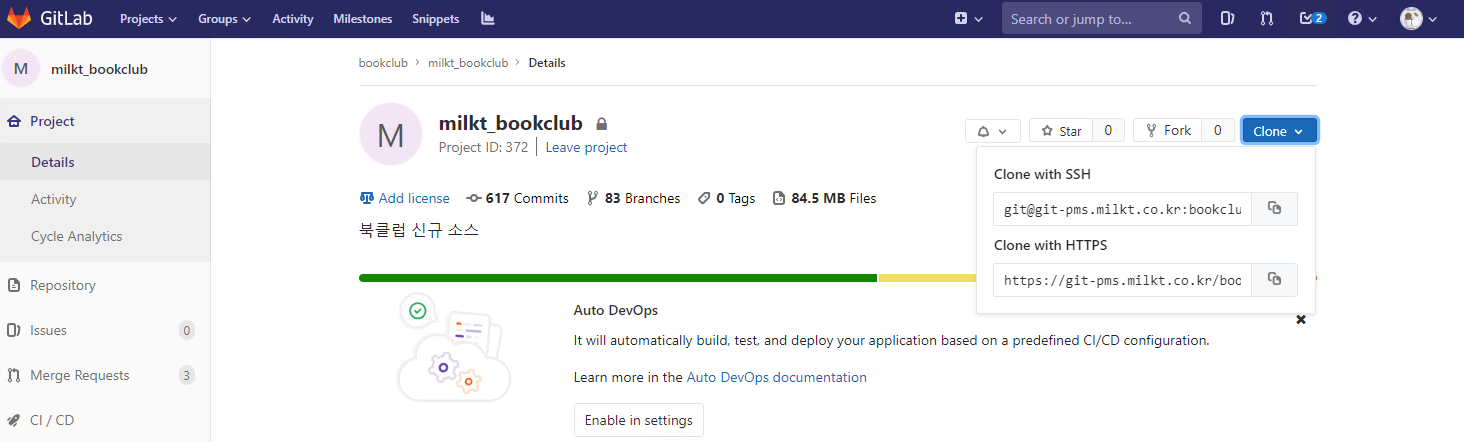 GitLab Projects Groups Activity Milestones Snippets Search or jump to... 2
M milkt_bookclub
Project
Details
Activity
Cycle Analytics
Repository
Issues 0
Merge Requests 3
CI / CD
bookclub > milkt_bookclub > Details
M
milkt_bookclub
Project ID: 372 Leave project
Star 0 Fork 0 Clone
Add license 617 Commits 83 Branches 0 Tags 84.5 MB Files
북클럽 신규 소스
Clone with SSH
git@git-pms.milkt.co.kr:bookclu
Clone with HTTPS
https://git-pms.milkt.co.kr/boo
Auto DevOps
It will automatically build, test, and deploy your application based on a predefined CI/CD configuration.
Learn more in the Auto DevOps documentation
Enable in settings